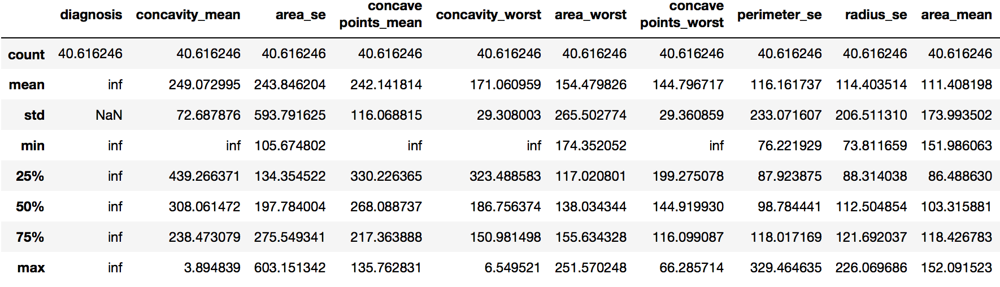 diagnosis concavity_mean area_se concave points_mean concavity_worst area_worst concave points_worst perimeter_se radius_se area_mean
count 40.616246 40.616246 40.616246 40.616246 40.616246 40.616246 40.616246 40.616246 40.616246 40.616246
mean inf 249.072995 243.846204 242.141814 171.060959 154.479826 144.796717 116.161737 114.403514 111.408198
std NaN 72.687876 593.791625 116.068815 29.308003 265.502774 29.360859 233.071607 206.511310 173.993502
min inf inf 105.674802 inf inf 174.352052 inf 76.221929 73.811659 151.986063
25% inf 439.266371 134.354522 330.226365 323.488583 117.020801 199.275078 87.923875 88.314038 86.488630
50% inf 308.061472 197.784004 268.088737 186.756374 138.034344 144.919930 98.784441 112.504854 103.315881
75% inf 238.473079 275.549341 217.363888 150.981498 155.634328 116.099087 118.017169 121.692037 118.426783
max inf 3.894839 603.151342 135.762831 6.549521 251.570248 66.285714 329.464635 226.069686 152.091523